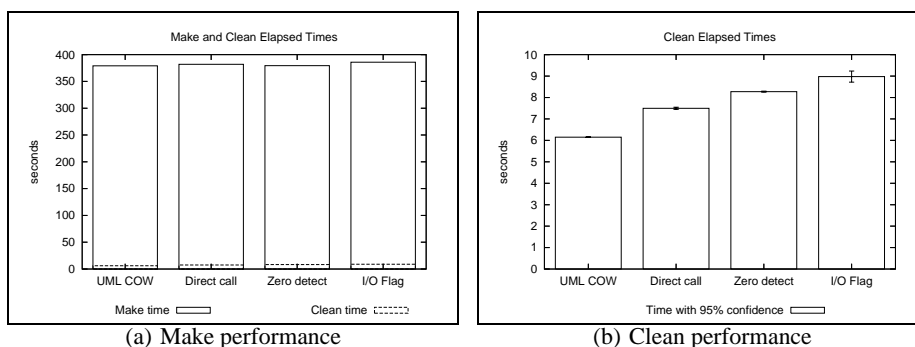 Make and Clean Elapsed Times
400
350
300
250
200
150
100
50
0
seconds
UML COW Direct call Zero detect I/O Flag
Make time Clean time
(a) Make performance
Clean Elapsed Times
10
9
8
7
6
5
4
3
2
1
0
seconds
UML COW Direct call Zero detect I/O Flag
Time with 95% confidence
(b) Clean performance